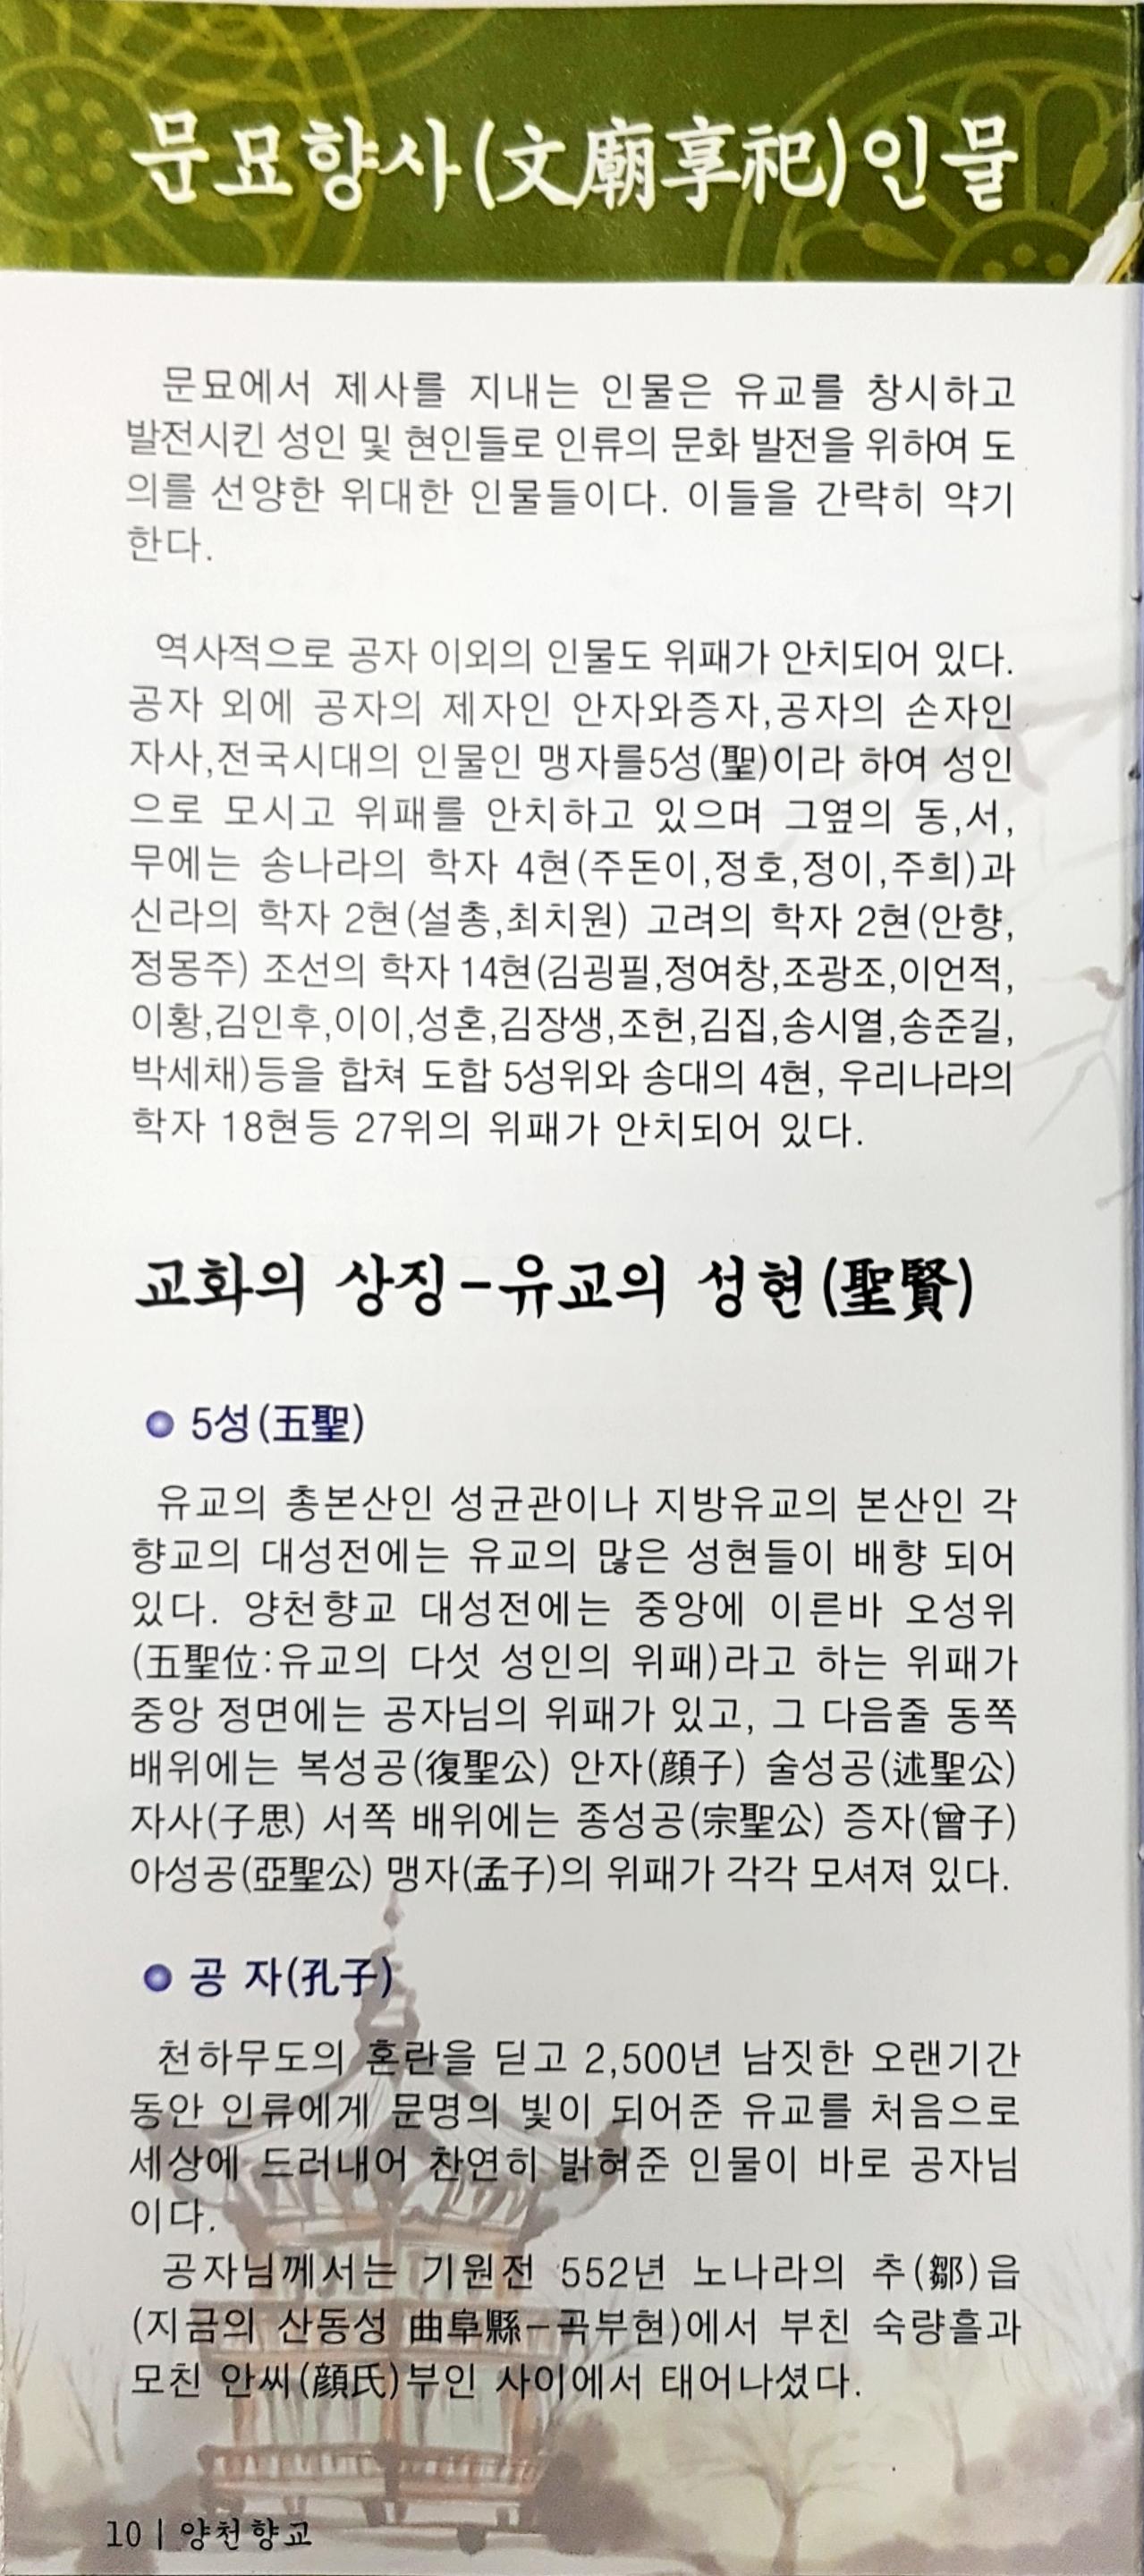 문묘향사(文廟享祀)인물
문묘에서 제사를 지내는 인물은 유교를 창시하고
발전시킨 성인 및 현인들로 인류의 문화 발전을 위하여 도
의를 선양한 위대한 인물들이다. 이들을 간략히 약기
한다.
역사적으로 공자 이외의 인물도 위패가 안치되어 있다.
공자 외에 공자의 제자인 안자와증자,공자의 손자인
자사,전국시대의 인물인 맹자를5성(聖)이라 하여 성인
으로 모시고 위패를 안치하고 있으며 그옆의 동,서,
무에는 송나라의 학자 4현(주돈이,정호,정이,주희)과
신라의 학자 2현(설총,최치원) 고려의 학자 2현(안향,
정몽주) 조선의 학자 14현(김굉필,정여창,조광조,이언적,
이황,김인후,이이,성혼,김장생,조헌,김집,송시열,송준길,
박세채)등을 합쳐 도합 5성위와 송대의 4현, 우리나라의
학자 18현등 27위의 위패가 안치되어 있다.
교화의 상징-유교의 성현(聖賢)
● 5성(五聖)
유교의 총본산인 성균관이나 지방유교의 본산인 각
향교의 대성전에는 유교의 많은 성현들이 배향 되어
있다. 양천향교 대성전에는 중앙에 이른바 오성위
(五聖位:유교의 다섯 성인의 위패)라고 하는 위패가
중앙 정면에는 공자님의 위패가 있고, 그 다음줄 동쪽
배위에는 복성공(復聖公) 안자(顔子) 술성공(述聖公)
자사(子思) 서쪽 배위에는 종성공(宗聖公) 증자(曾子)
아성공(亞聖公) 맹자(孟子)의 위패가 각각 모셔져 있다.
● 공 자(孔子)
천하무도의 혼란을 딛고 2,500년 남짓한 오랜기간
동안 인류에게 문명의 빛이 되어준 유교를 처음으로
세상에 드러내어 찬연히 밝혀준 인물이 바로 공자님
이다.
공자님께서는 기원전 552년 노나라의 추(鄒)읍
(지금의 산동성 曲阜縣-곡부현)에서 부친 숙량흘과
모친 안씨(顔氏)부인 사이에서 태어나셨다.
10 | 양천향교